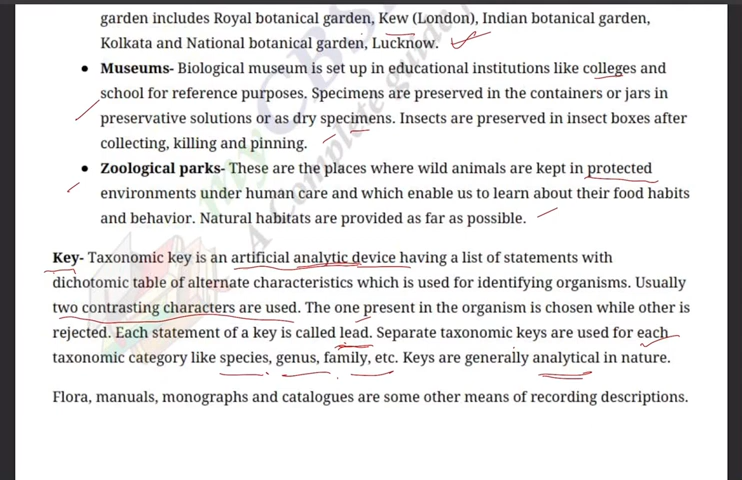 garden includes Royal botanical garden, Kew (London), Indian botanical garden,
Kolkata and National botanical garden, Lucknow.
• Museums- Biological museum is set up in educational institutions like colleges and
school for reference purposes. Specimens are preserved in the containers or jars in
preservative solutions or as dry specimens. Insects are preserved in insect boxes after
collecting, killing and pinning.
• Zoological parks- These are the places where wild animals are kept in protected
environments under human care and which enable us to learn about their food habits
and behavior. Natural habitats are provided as far as possible.
Key- Taxonomic key is an artificial analytic device having a list of statements with
dichotomic table of alternate characteristics which is used for identifying organisms. Usually
two contrasting characters are used. The one present in the organism is chosen while other is
rejected. Each statement of a key is called lead. Separate taxonomic keys are used for each
taxonomic category like species, genus, family, etc. Keys are generally analytical in nature.
Flora, manuals, monographs and catalogues are some other means of recording descriptions.
myCBS
A Complete guide